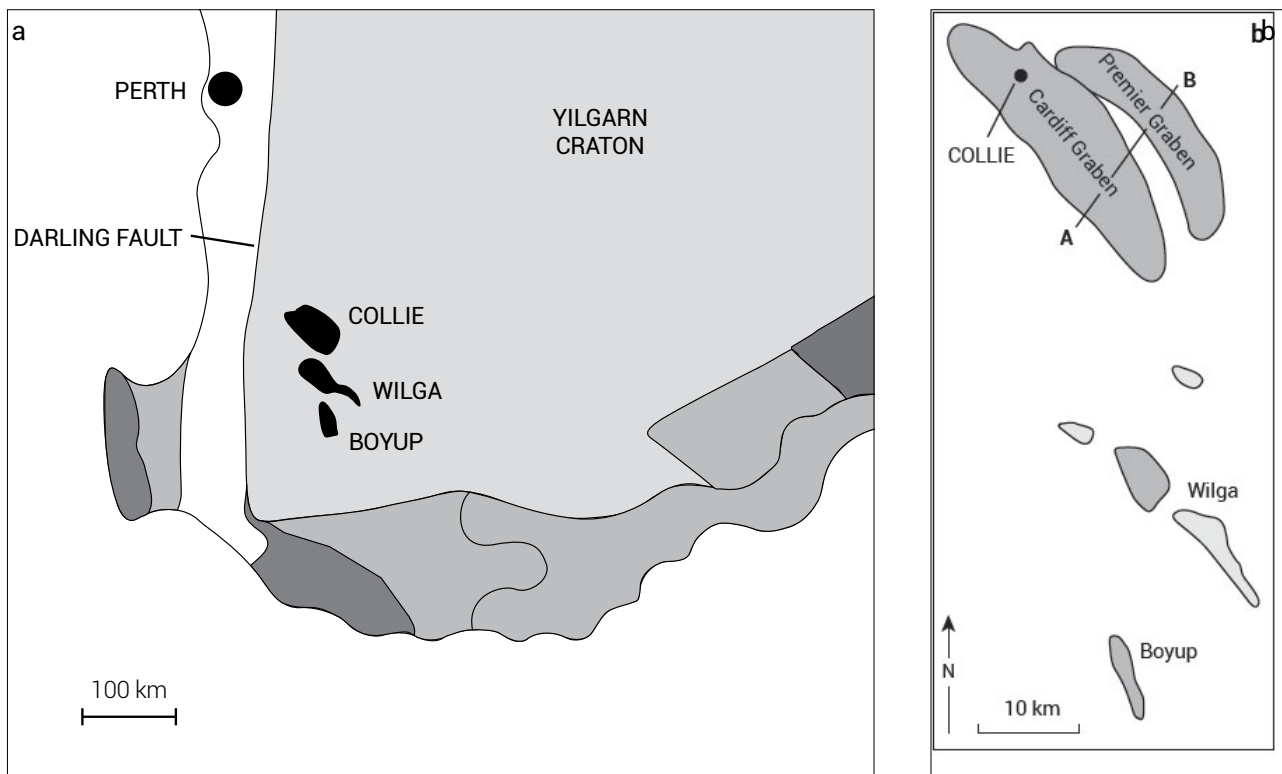 a
PERTH
YILGARN
CRATON
DARLING FAULT
COLLIE
WILGA
BOYUP
100 km
b
b
B
Premier Graben
Cardiff Graben
COLLIE
A
Wilga
Boyup
N
10 km